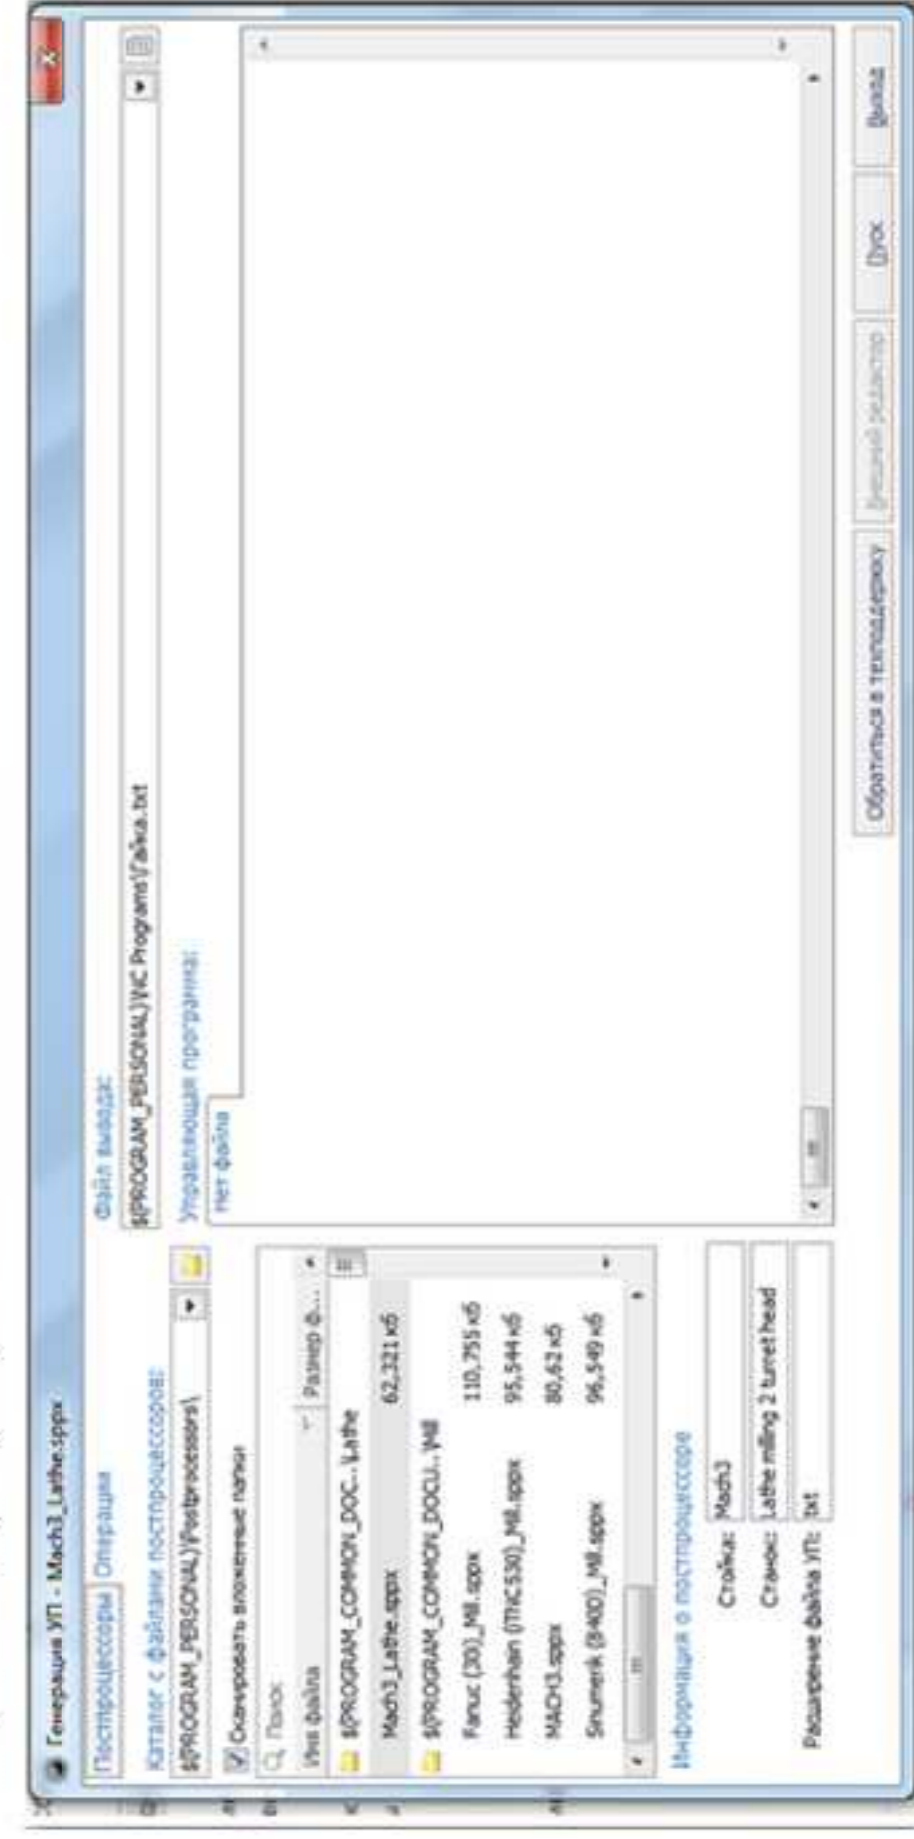 Генерация УП - Mach3_Lathe.sppx
Постпроцессоры Операции
Каталог с файлами постпроцессоров:
$(PROGRAM_PERSONAL)\Postprocessors\
Сканировать вложенные папки
Поиск
Имя файла Размер ф...
$(PROGRAM_COMMON_DOC...\Lathe
Mach3_Lathe.sppx 62,321 кб
$(PROGRAM_COMMON_DOCU...\Mill
Fanuc (30)_Mill.sppx 110,755 кб
Heidenhain (ITNC530)_Mill.sppx 95,544 кб
MACH3.sppx 80,62 кб
Sinumerik (840D)_Mill.sppx 96,549 кб
Информация о постпроцессоре
Стойка: Mach3
Станок: Lathe milling 2 turret head
Расширение файла УП: txt
Файл вывода:
$(PROGRAM_PERSONAL)\NC Programs\Гайка.txt
Управляющая программа:
Нет файла
Обратиться в техподдержку
Внешний редактор
Пуск
Выход